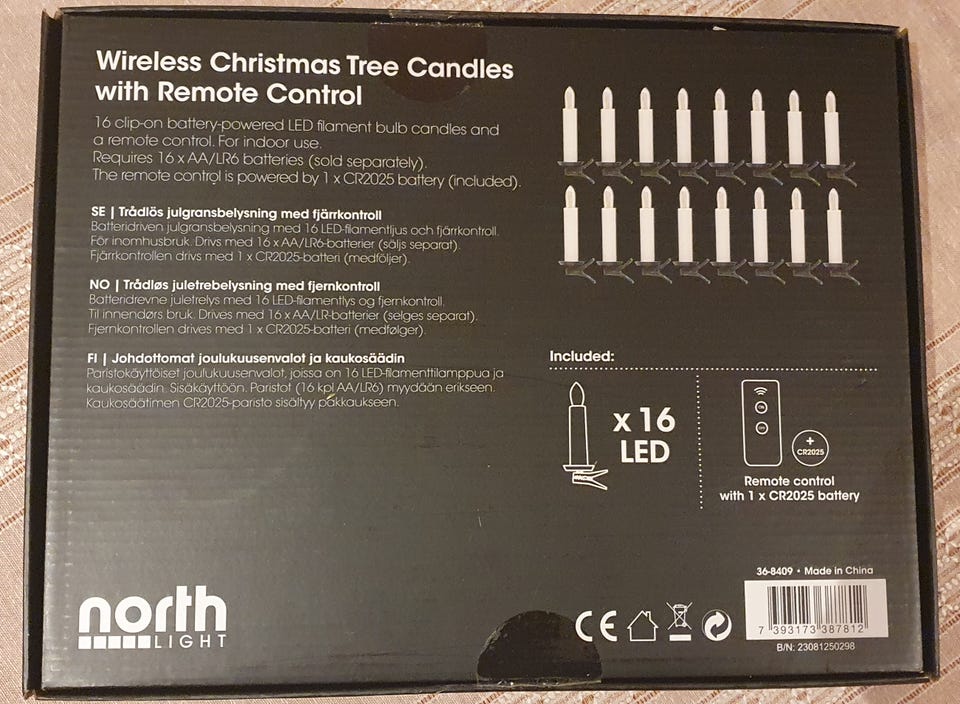 Wireless Christmas Tree Candles
with Remote Control
16 clip-on battery-powered LED filament bulb candles and
a remote control. For indoor use.
Requires 16 x AA/LR6 batteries (sold separately).
The remote control is powered by 1 x CR2025 battery (included).
SE | Trådlös julgransbelysning med fjärrkontroll
Batteridriven julgransbelysning med 16 LED-filamentljus och fjärrkontroll.
För inomhusbruk. Drivs med 16 x AA/LR6-batterier (säljs separat).
Fjärrkontrollen drivs med 1 x CR2025-batteri (medföljer).
NO | Trådløs juletrebelysning med fjernkontroll
Batteridrevne juletrelys med 16 LED-filamentlys og fjernkontroll.
Til innendørs bruk. Drives med 16 x AA/LR-batterier (selges separat).
Fjernkontrollen drives med 1 x CR2025-batteri (medfølger).
FI | Johdottomat joulukuusenvalot ja kaukosäädin
Paristokäyttöiset joulukuusenvalot, joissa on 16 LED-filamenttilamppua ja
kaukosäädin. Sisäkäyttöön. Paristot (16 kpl AA/LR6) myydään erikseen.
Kaukosäätimen CR2025-paristo sisältyy pakkaukseen.
Included:
x 16
LED
ON
OFF
+
CR2025
Remote control
with 1 x CR2025 battery
north
LIGHT
CE
36-8409 • Made in China
7 393173 387812
B/N: 23081250298